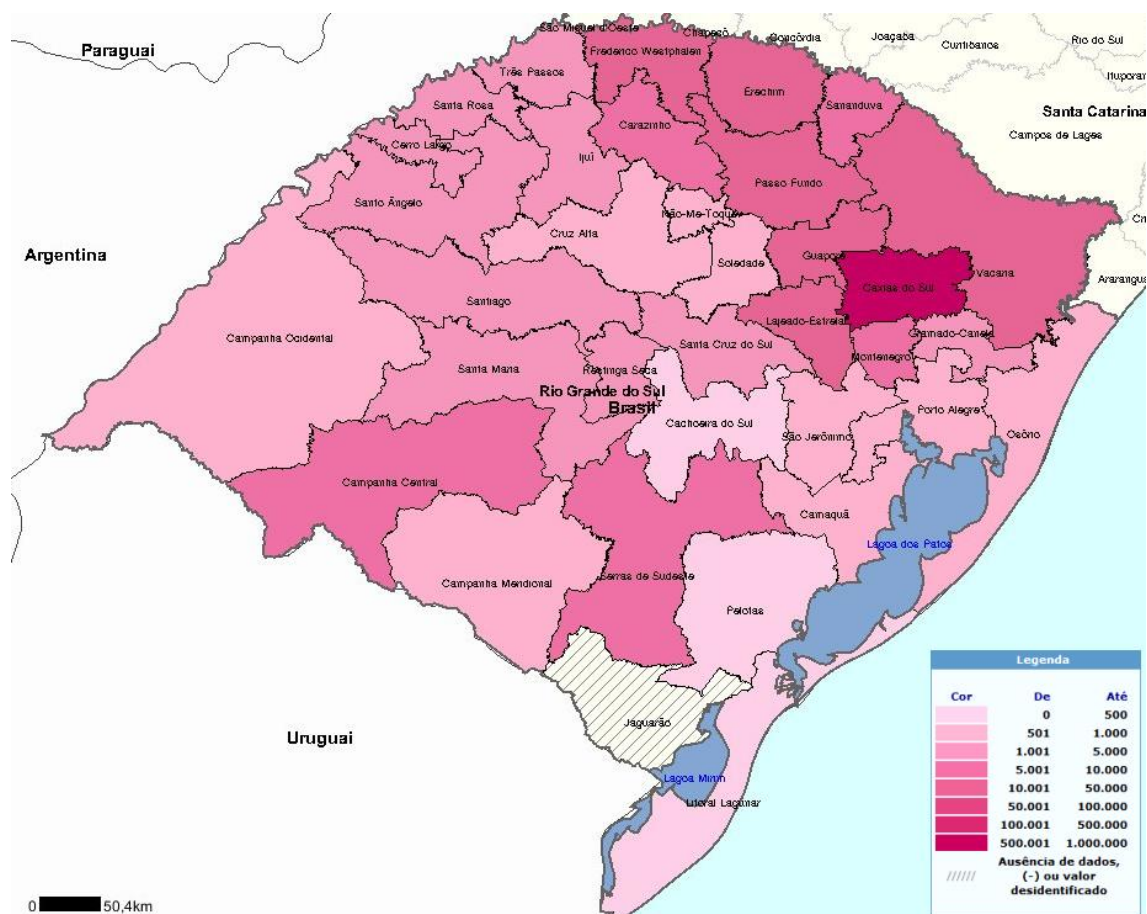 Paraguai
São Miguel d'Oeste
Chapecó
Concórdia
Joaçaba
Curitibanos
Rio do Sul
Frederico Westphalen
Três Passos
Erechim
Sananduva
Ituporan
Santa Catarina
Campos de Lages
Santa Rosa
Carazinho
Cerro Largo
Ijuí
Passo Fundo
Santo Ângelo
Não-Me-Toque
Cruz Alta
Soledade
Guaporé
Argentina
Vacaria
Caxias do Sul
Araranguá
Santiago
Lajeado-Estrela
Campanha Ocidental
Santa Cruz do Sul
Gramado-Canela
Montenegro
Santa Maria
Restinga Seca
Rio Grande do Sul
Brasil
Porto Alegre
Cachoeira do Sul
São Jerônimo
Osório
Campanha Central
Camaquã
Lagoa dos Patos
Campanha Meridional
Serras de Sudeste
Pelotas
Jaguarão
Uruguai
Lagoa Mirim
Litoral Lagunar
Legenda
Cor De Até
0 500
501 1.000
1.001 5.000
5.001 10.000
10.001 50.000
50.001 100.000
100.001 500.000
500.001 1.000.000
Ausência de dados,
(-) ou valor
desidentificado
0 50,4km